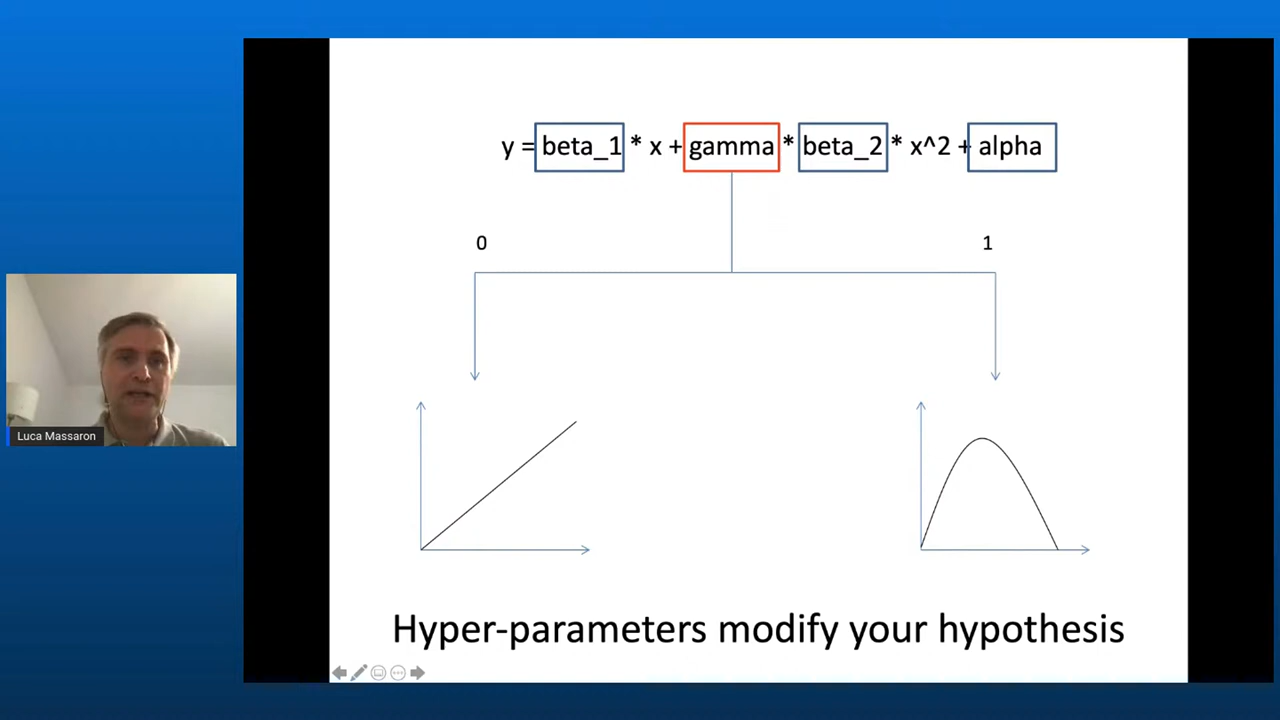 y = beta_1 * x + gamma * beta_2 * x^2 + alpha
0 1
Luca Massaron
Hyper-parameters modify your hypothesis